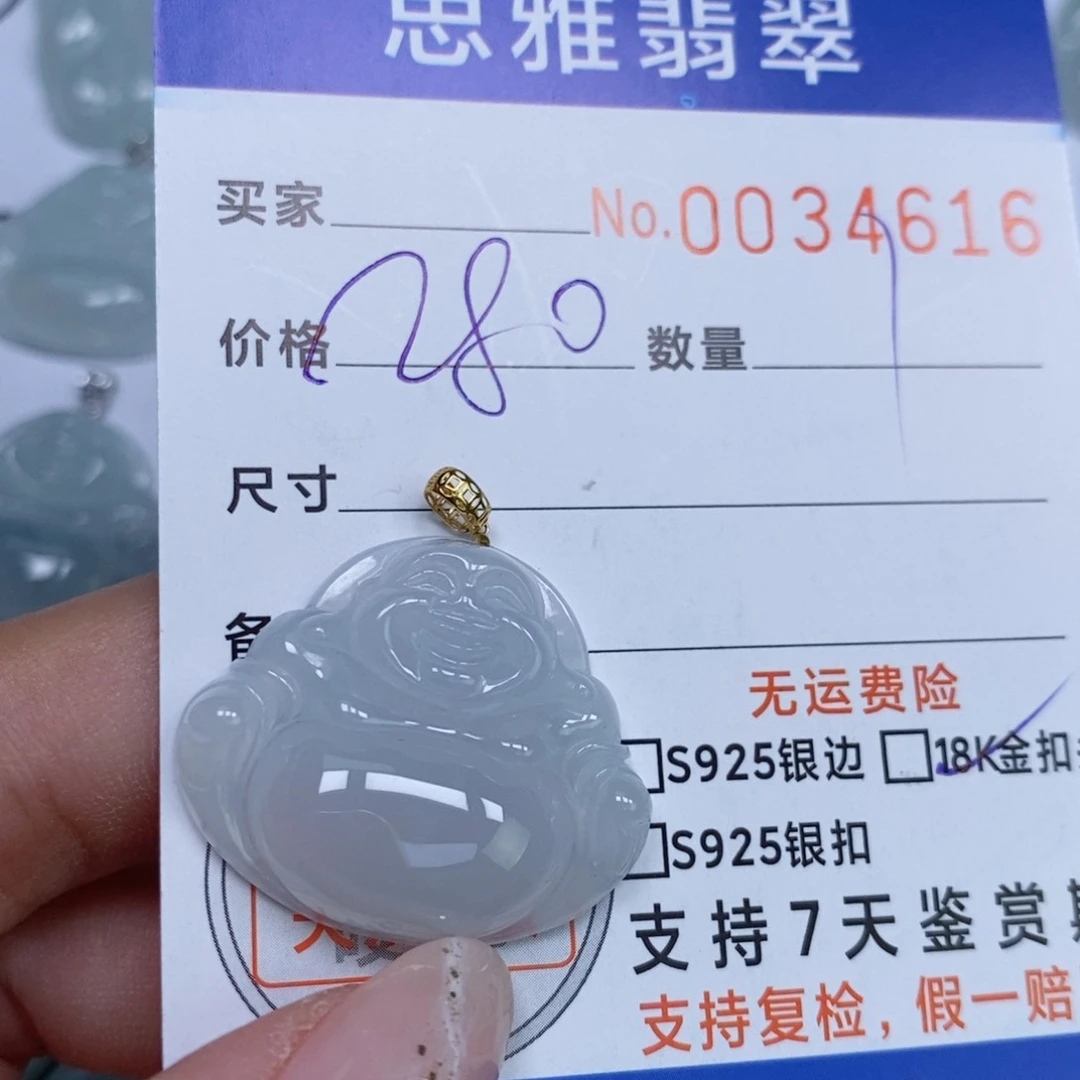 思雅翡翠
买家 No.0034616
价格 280 数量
尺寸
备
无运费险
S925银边 18K金扣
S925银扣
支持7天鉴赏期
支持复检，假一赔